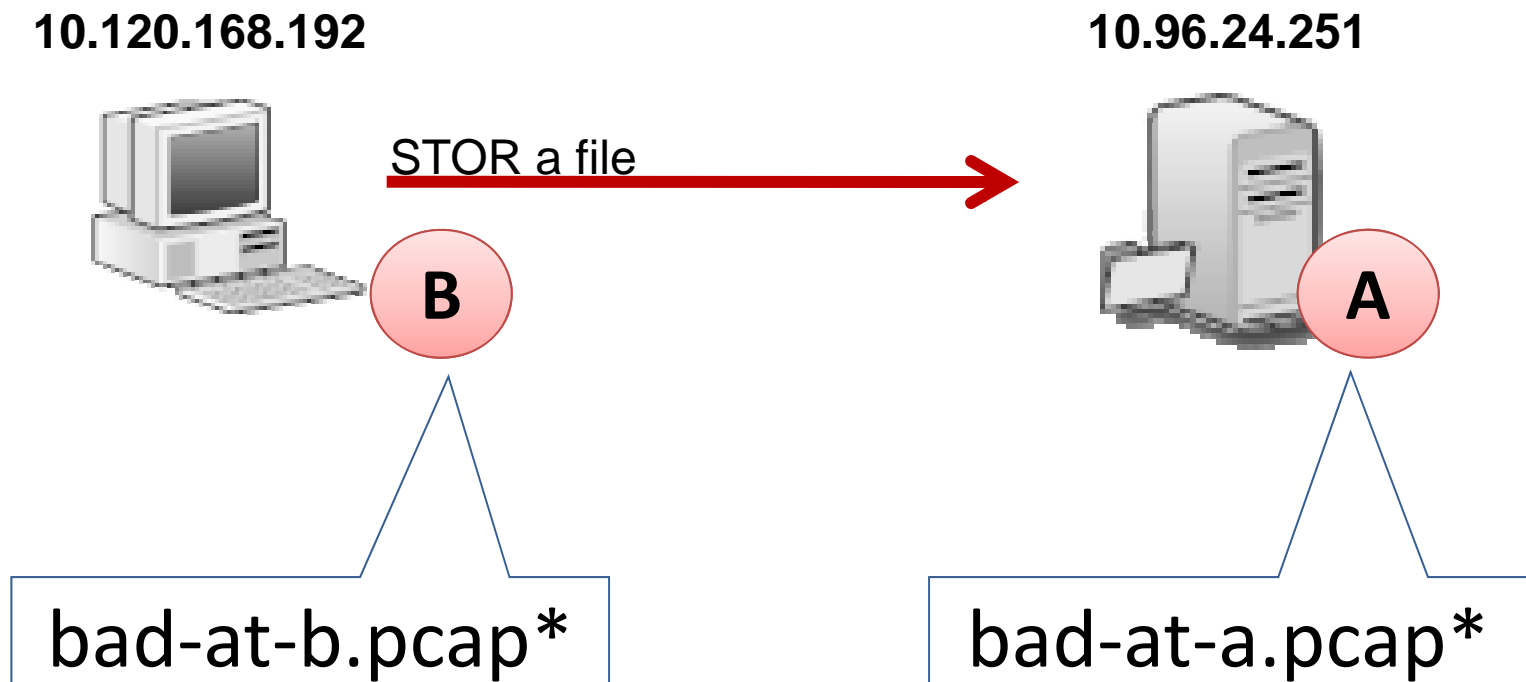 10.120.168.192
10.96.24.251
STOR a file
B
A
bad-at-b.pcap*
bad-at-a.pcap*